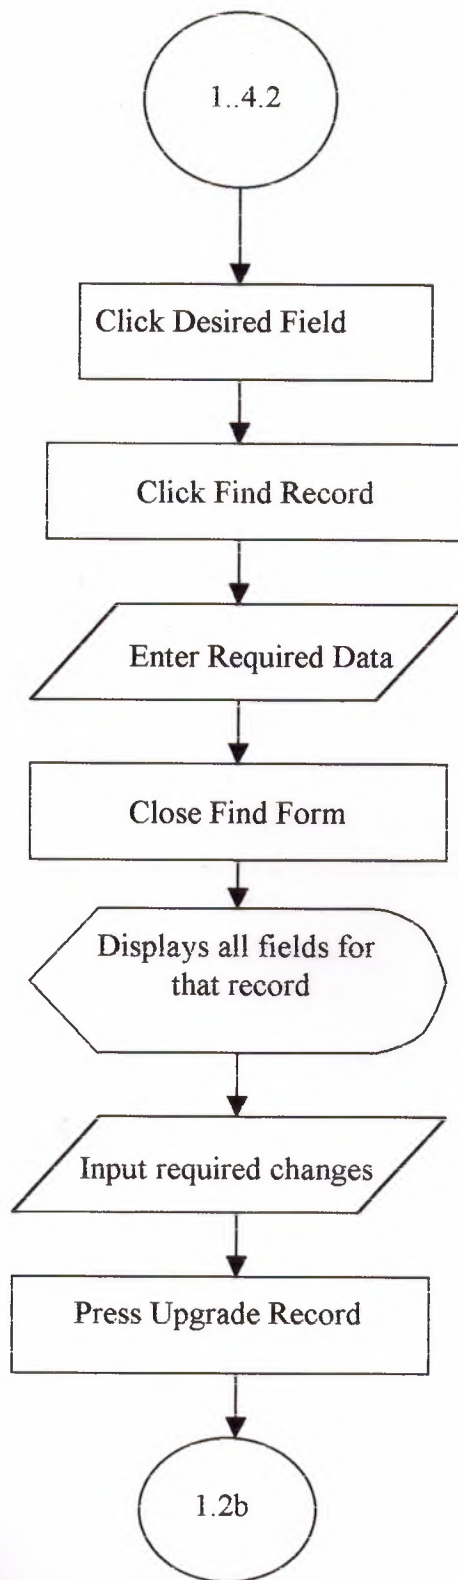 1..4.2
Click Desired Field
Click Find Record
Enter Required Data
Close Find Form
Displays all fields for
that record
Input required changes
Press Upgrade Record
1.2b